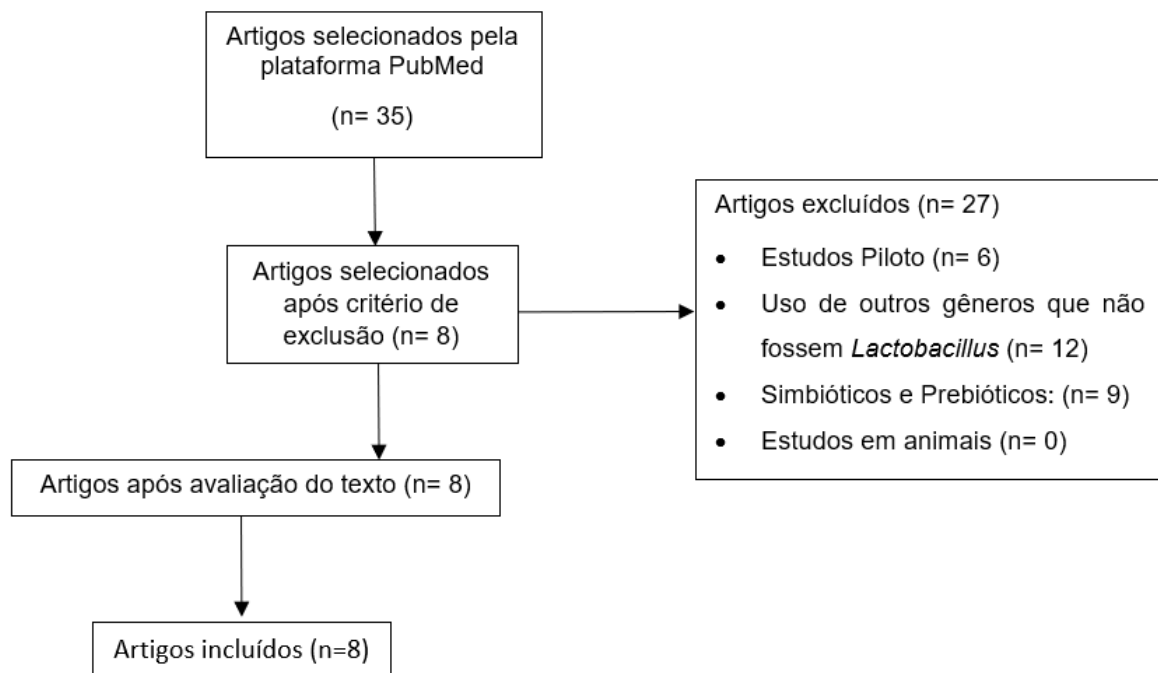 Artigos selecionados pela
plataforma PubMed
(n= 35)
Artigos selecionados
após critério de
exclusão (n= 8)
Artigos excluídos (n= 27)
• Estudos Piloto (n= 6)
• Uso de outros gêneros que não
fossem Lactobacillus (n= 12)
• Simbióticos e Prebióticos: (n= 9)
• Estudos em animais (n= 0)
Artigos após avaliação do texto (n= 8)
Artigos incluídos (n=8)